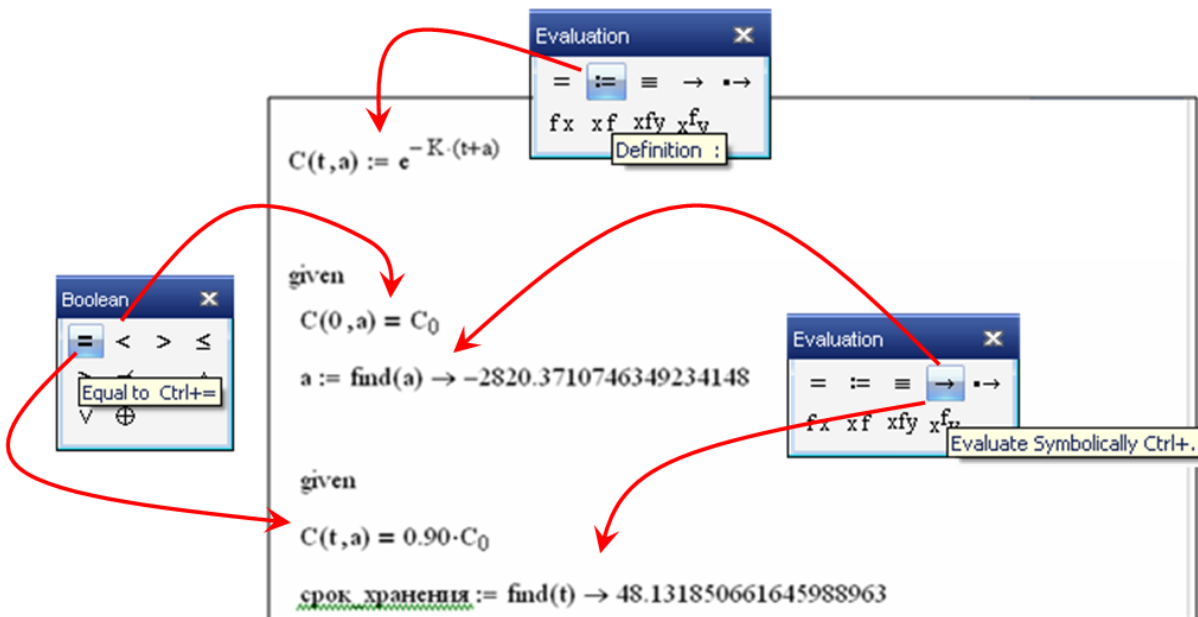 Evaluation
= := ≡ → ▪→
fx xf xfy xfy
Definition :
C(t,a) := e^−K·(t+a)
given
Boolean
= < > ≤
Equal to Ctrl+=
∨ ⊕
C(0,a) = C₀
a := find(a) → −2820.3710746349234148
Evaluation
= := ≡ → ▪→
fx xf xfy xfy
Evaluate Symbolically Ctrl+.
given
C(t,a) = 0.90·C₀
срок_хранения := find(t) → 48.131850661645988963